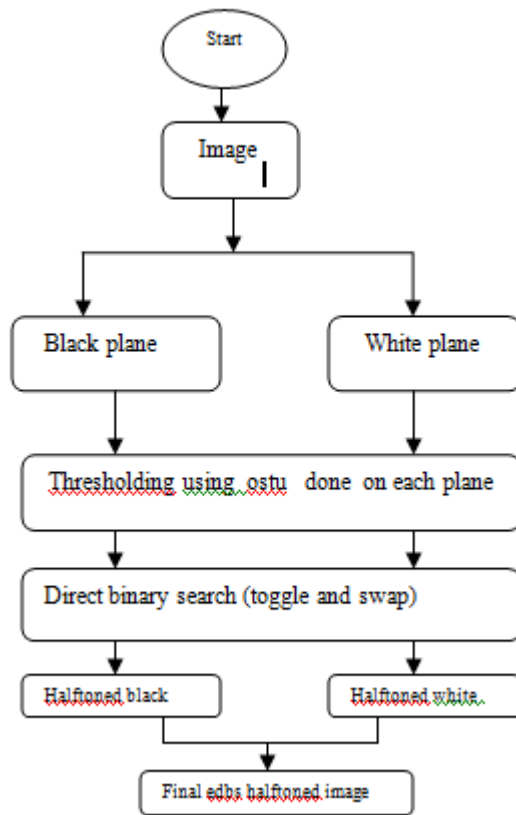 Start
Image
Black plane
White plane
Thresholding using ostu done on each plane
Direct binary search (toggle and swap)
Halftoned black
Halftoned white
Final edbs halftoned image